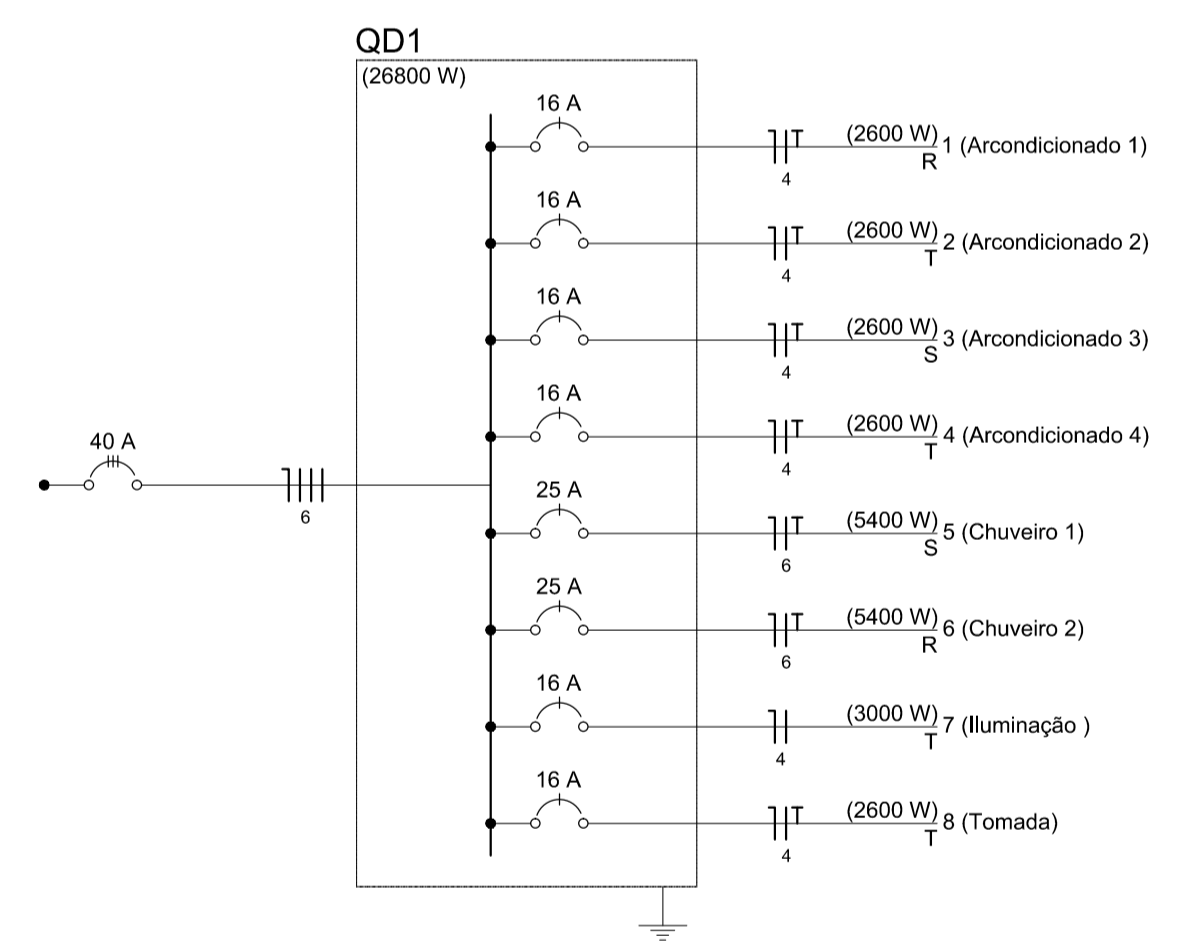 QD1
(26800 W)
16 A
(2600 W)
1 (Arcondicionado 1)
T
R
4
16 A
(2600 W)
2 (Arcondicionado 2)
T
T
4
16 A
(2600 W)
3 (Arcondicionado 3)
T
S
4
16 A
(2600 W)
4 (Arcondicionado 4)
T
T
4
40 A
6
25 A
(5400 W)
5 (Chuveiro 1)
T
S
6
25 A
(5400 W)
6 (Chuveiro 2)
T
R
6
16 A
(3000 W)
7 (Iluminação )
T
4
16 A
(2600 W)
8 (Tomada)
T
T
4